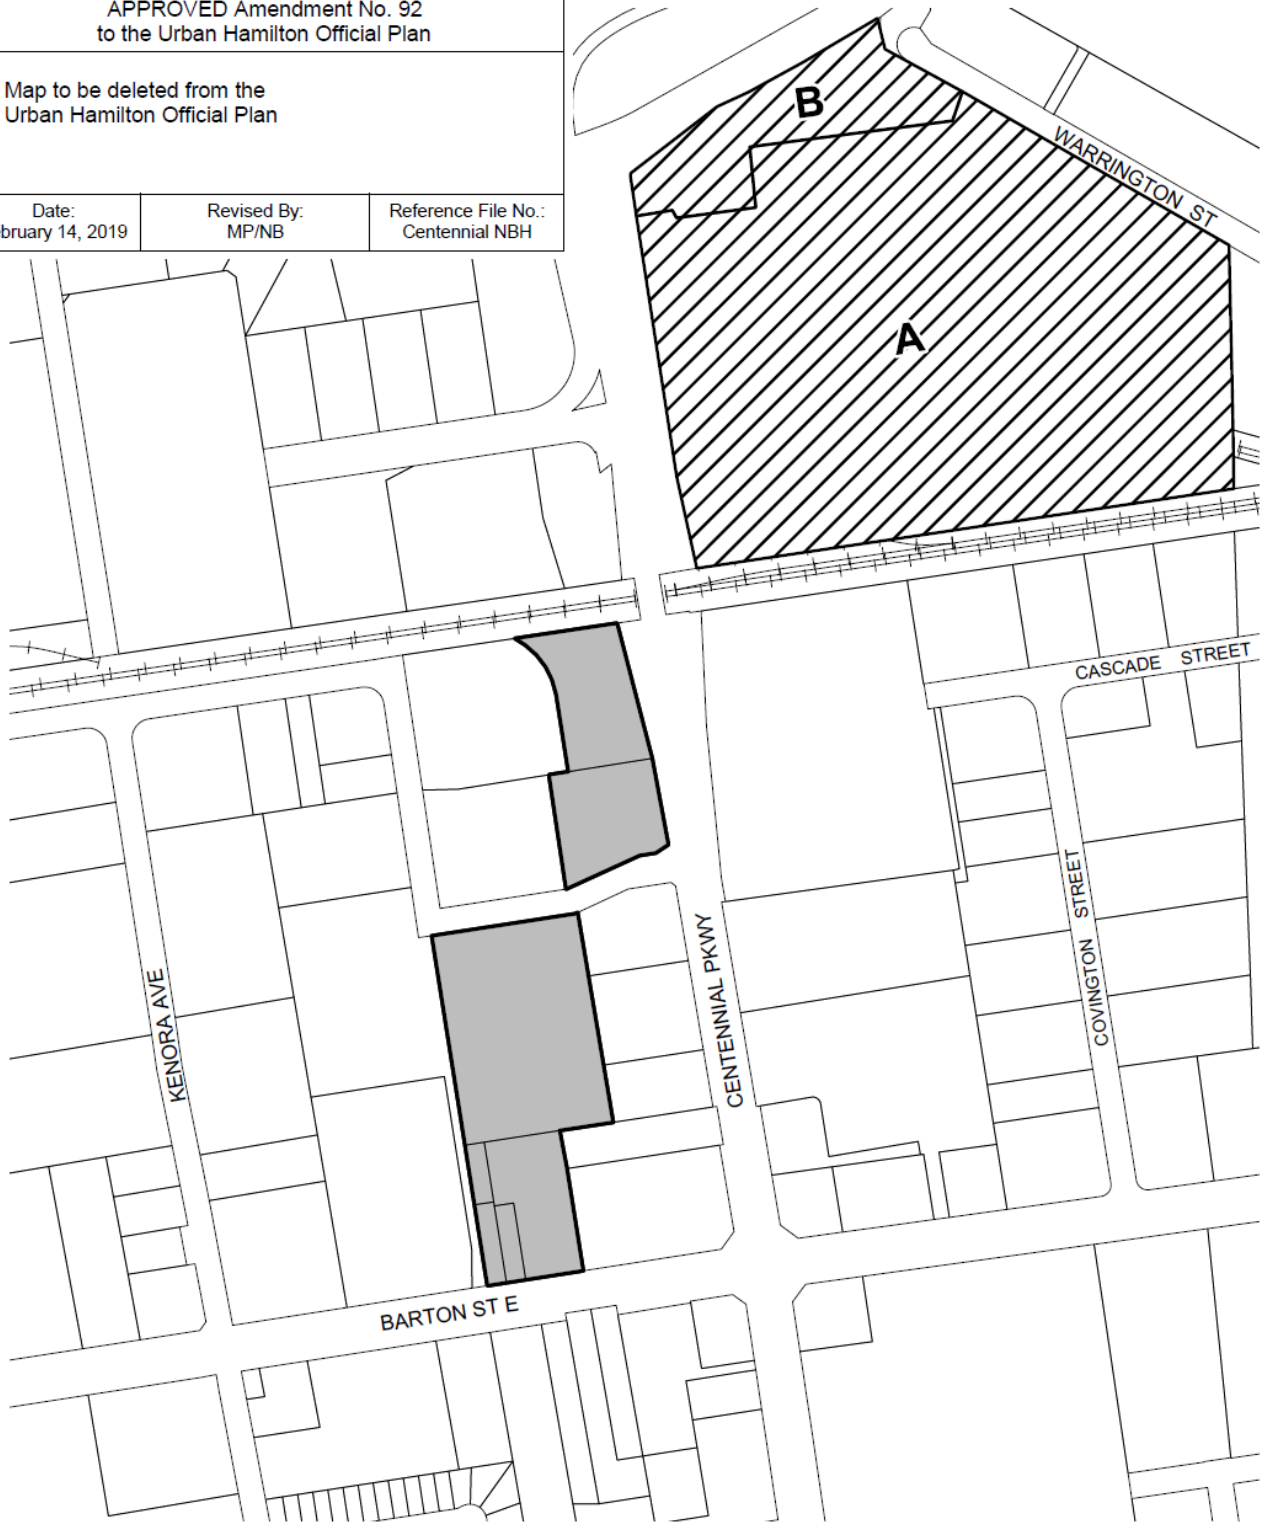 APPROVED Amendment No. 92
to the Urban Hamilton Official Plan
Map to be deleted from the
Urban Hamilton Official Plan
Date:
bruary 14, 2019
Revised By:
MP/NB
Reference File No.:
Centennial NBH
B
WARRINGTON ST
A
CASCADE STREET
COVINGTON STREET
CENTENNIAL PKWY
KENORA AVE
BARTON ST E